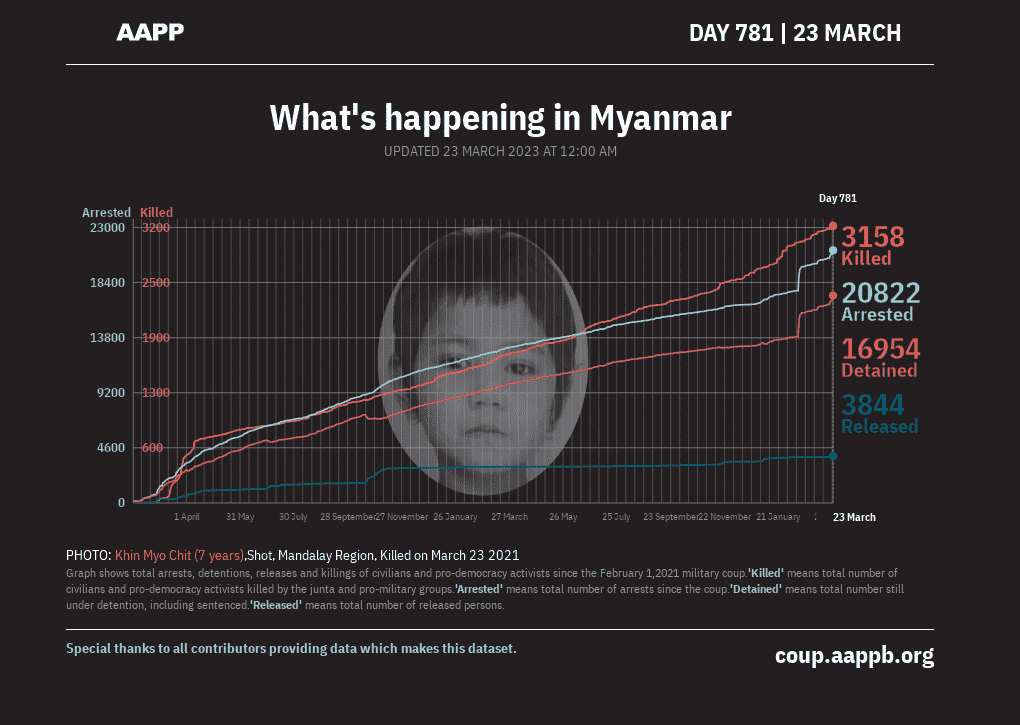 AAPP
DAY 781 | 23 MARCH
What's happening in Myanmar
UPDATED 23 MARCH 2023 AT 12:00 AM
Day 781
Arrested Killed
23000 3200
18400 2500
13800 1900
9200 1300
4600 600
0
3158
Killed
20822
Arrested
16954
Detained
3844
Released
1 April 31 May 30 July 28 September 27 November 26 January 27 March 26 May 25 July 23 September 22 November 21 January 23 March
PHOTO: Khin Myo Chit (7 years),Shot, Mandalay Region, Killed on March 23 2021
Graph shows total arrests, detentions, releases and killings of civilians and pro-democracy activists since the February 1,2021 military coup.'Killed' means total number of
civilians and pro-democracy activists killed by the junta and pro-military groups.'Arrested' means total number of arrests since the coup.'Detained' means total number still
under detention, including sentenced.'Released' means total number of released persons.
Special thanks to all contributors providing data which makes this dataset.
coup.aappb.org